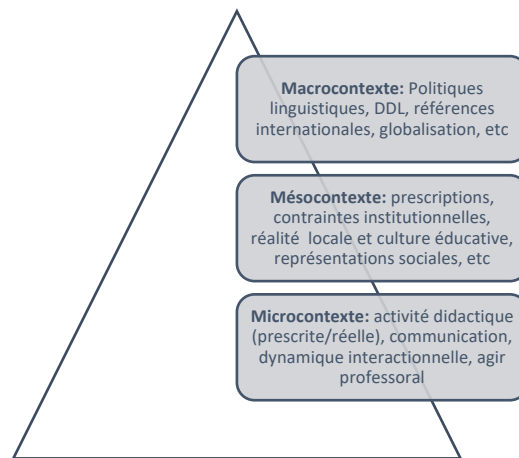 Macrocontexte: Politiques
linguistiques, DDL, références
internationales, globalisation, etc
Mésocontexte: prescriptions,
contraintes institutionnelles,
réalité locale et culture éducative,
représentations sociales, etc
Microcontexte: activité didactique
(prescrite/réelle), communication,
dynamique interactionnelle, agir
professoral